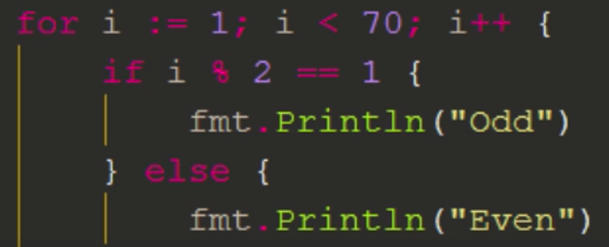 for i := 1; i < 70; i++ {
    if i % 2 == 1 {
        fmt.Println("Odd")
    } else {
        fmt.Println("Even")